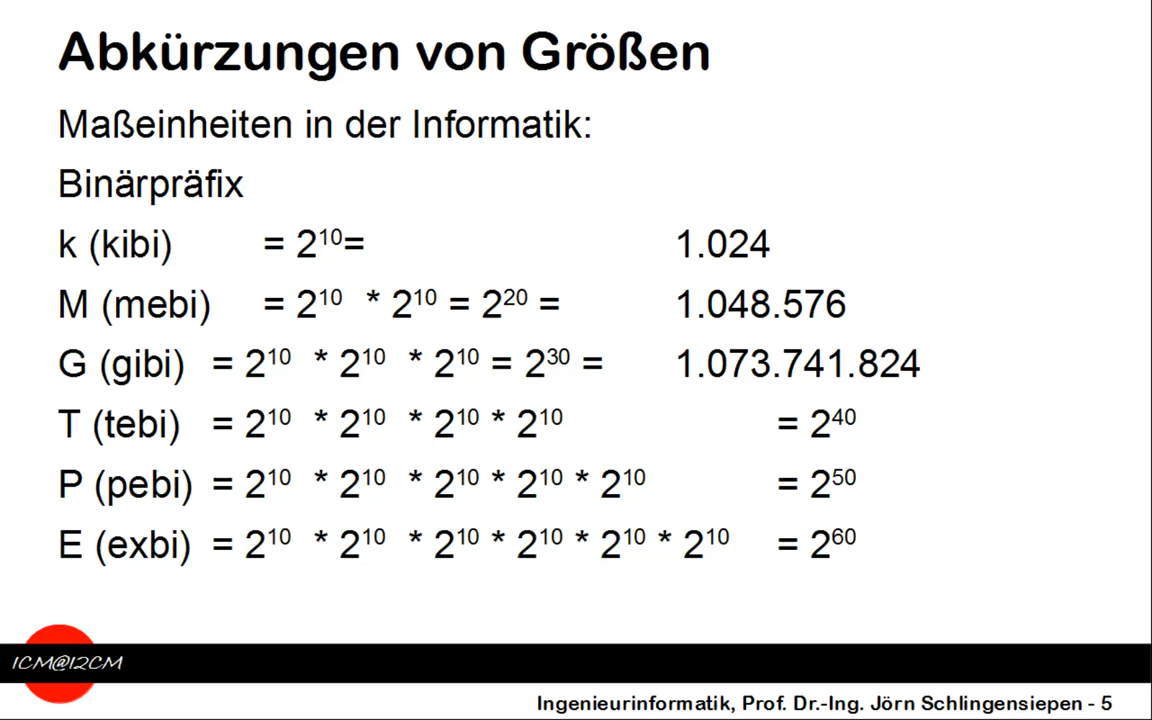 Abkürzungen von Größen
Maßeinheiten in der Informatik:
Binärpräfix
k (kibi) = 2¹⁰= 1.024
M (mebi) = 2¹⁰ * 2¹⁰ = 2²⁰ = 1.048.576
G (gibi) = 2¹⁰ * 2¹⁰ * 2¹⁰ = 2³⁰ = 1.073.741.824
T (tebi) = 2¹⁰ * 2¹⁰ * 2¹⁰ * 2¹⁰ = 2⁴⁰
P (pebi) = 2¹⁰ * 2¹⁰ * 2¹⁰ * 2¹⁰ * 2¹⁰ = 2⁵⁰
E (exbi) = 2¹⁰ * 2¹⁰ * 2¹⁰ * 2¹⁰ * 2¹⁰ * 2¹⁰ = 2⁶⁰
1CM@12CM
Ingenieurinformatik, Prof. Dr.-Ing. Jörn Schlingensiepen - 5